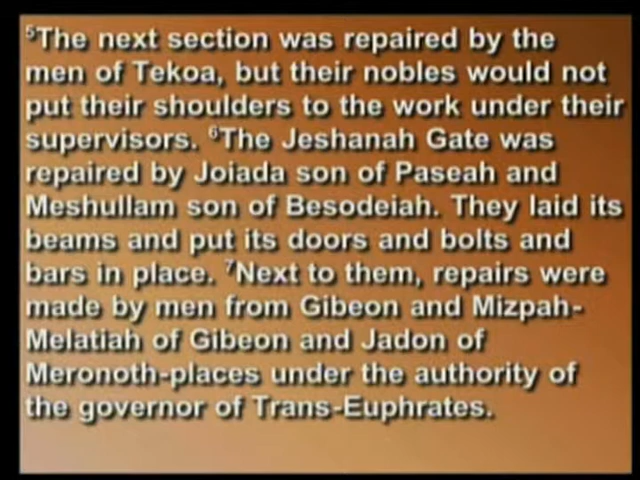 ⁵The next section was repaired by the
men of Tekoa, but their nobles would not
put their shoulders to the work under their
supervisors. ⁶The Jeshanah Gate was
repaired by Joiada son of Paseah and
Meshullam son of Besodeiah. They laid its
beams and put its doors and bolts and
bars in place. ⁷Next to them, repairs were
made by men from Gibeon and Mizpah-
Melatiah of Gibeon and Jadon of
Meronoth-places under the authority of
the governor of Trans-Euphrates.